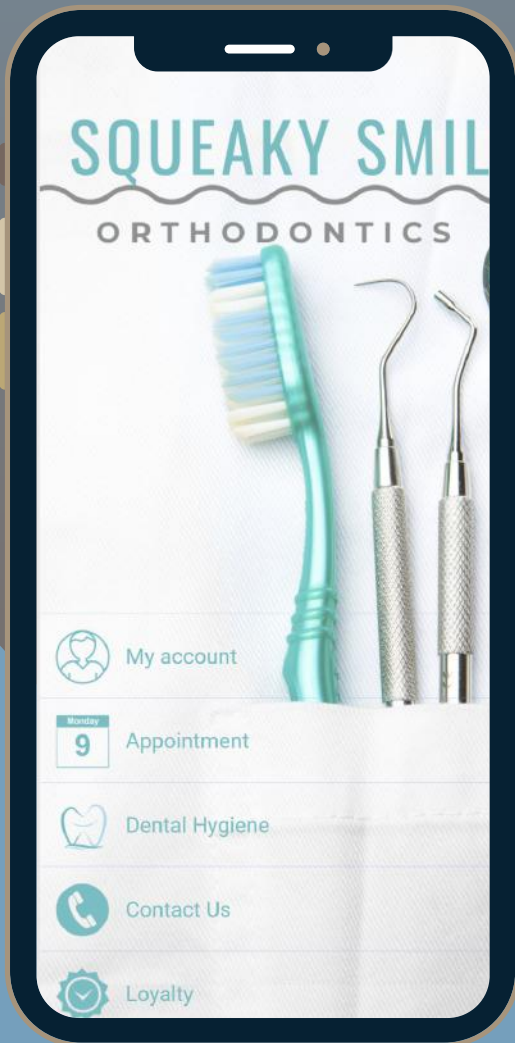 SQUEAKY SMIL
ORTHODONTICS
My account
Monday
9
Appointment
Dental Hygiene
Contact Us
Loyalty